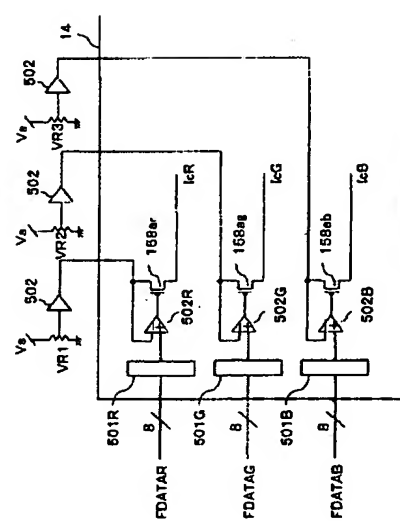 14
502
502
502
Vs
Vs
Vs
VR1
VR2
VR3
IcR
IcG
IcB
158ar
158ag
158ab
502R
502G
502B
501R
501G
501B
8
8
8
FDATAR
FDATAG
FDATAB